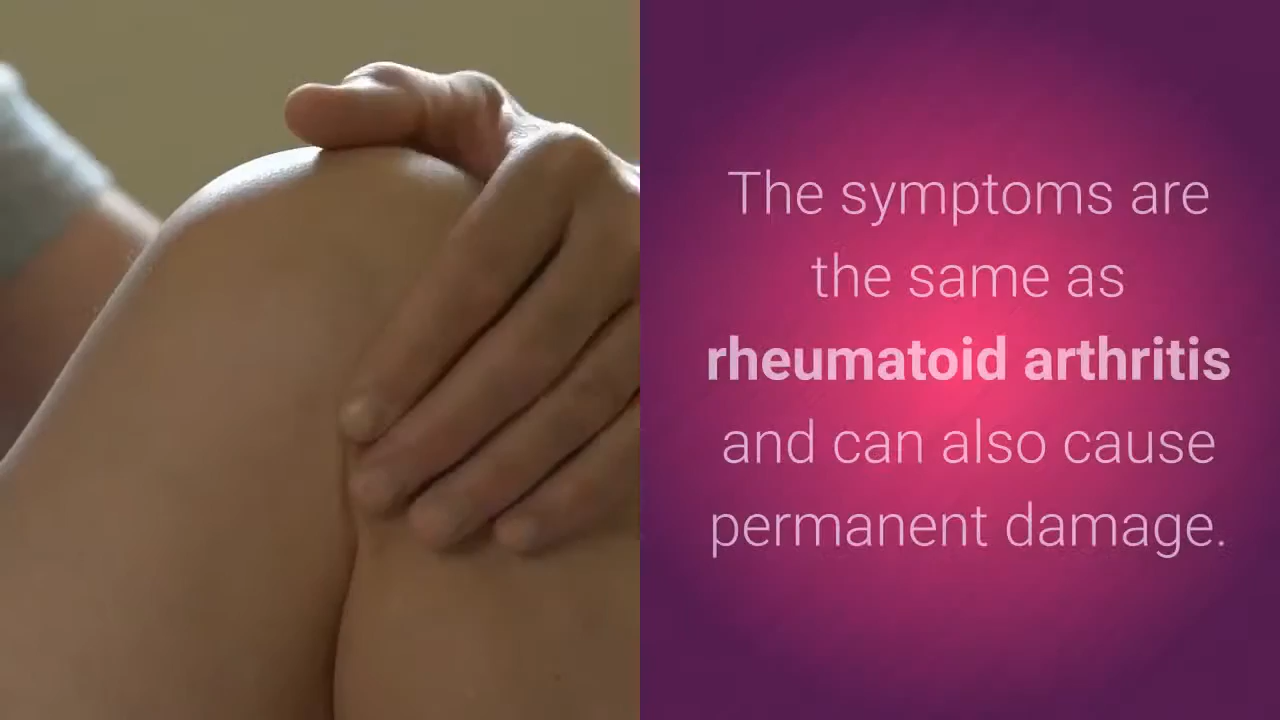 The symptoms are
the same as
rheumatoid arthritis
and can also cause
permanent damage.